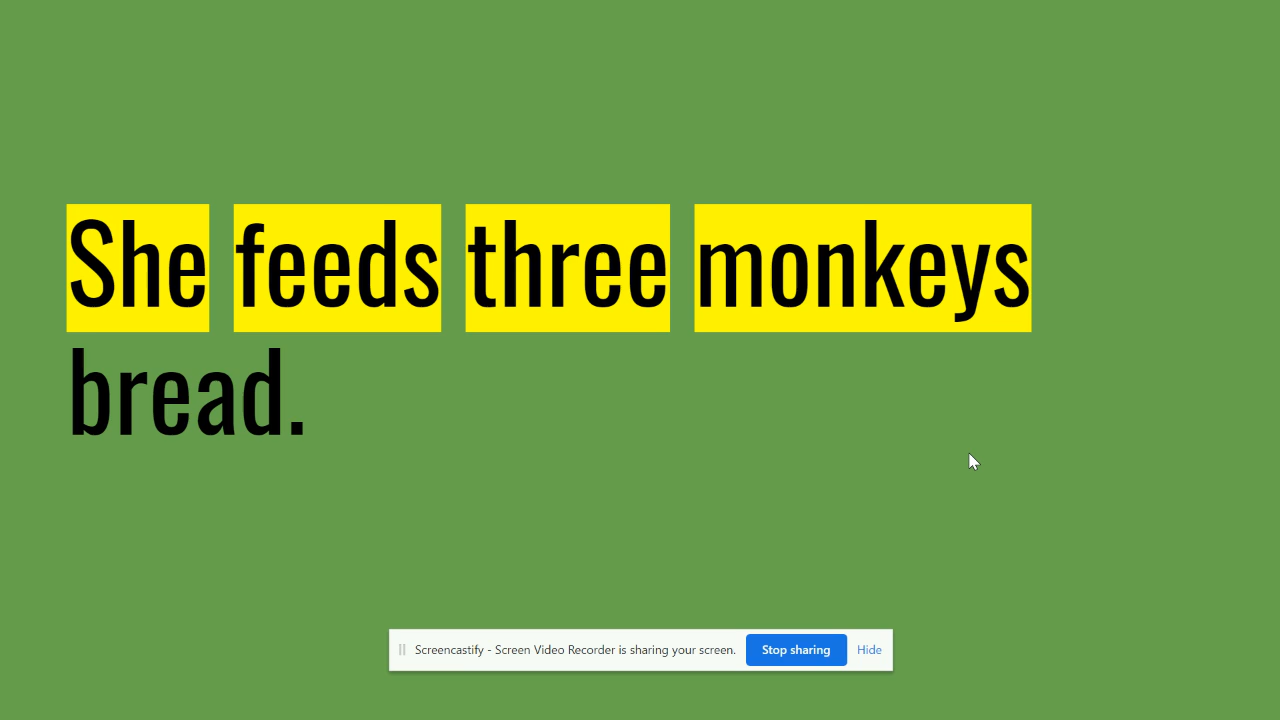 She feeds three monkeys
bread.
Screencastify - Screen Video Recorder is sharing your screen. Stop sharing Hide